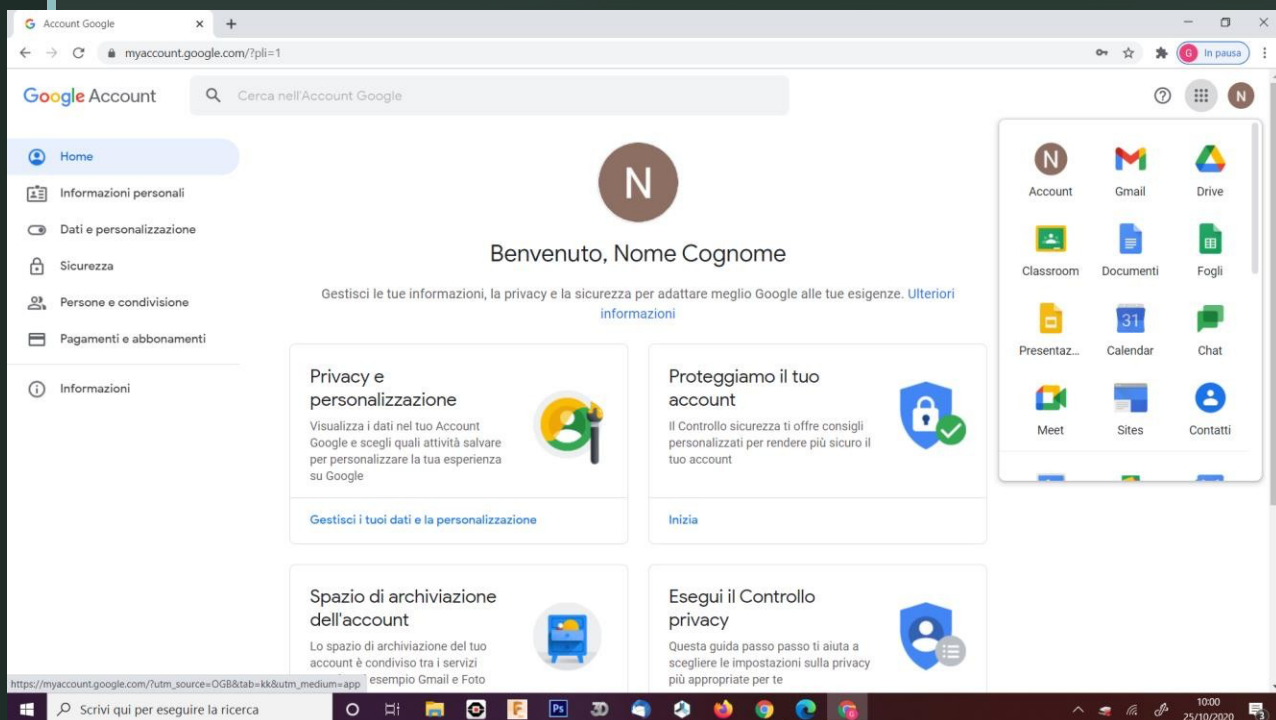 Account Google
myaccount.google.com/?pli=1
In pausa
Google Account
Cerca nell'Account Google
N
Home
Informazioni personali
Dati e personalizzazione
Sicurezza
Persone e condivisione
Pagamenti e abbonamenti
Informazioni
N
Benvenuto, Nome Cognome
Gestisci le tue informazioni, la privacy e la sicurezza per adattare meglio Google alle tue esigenze. Ulteriori
informazioni
Privacy e
personalizzazione
Visualizza i dati nel tuo Account
Google e scegli quali attività salvare
per personalizzare la tua esperienza
su Google
Gestisci i tuoi dati e la personalizzazione
Proteggiamo il tuo
account
Il Controllo sicurezza ti offre consigli
personalizzati per rendere più sicuro il
tuo account
Inizia
Spazio di archiviazione
dell'account
Lo spazio di archiviazione del tuo
account è condiviso tra i servizi
esempio Gmail e Foto
Esegui il Controllo
privacy
Questa guida passo passo ti aiuta a
scegliere le impostazioni sulla privacy
più appropriate per te
N
Account Gmail Drive
Classroom Documenti Fogli
31
Presentaz... Calendar Chat
Meet Sites Contatti
https://myaccount.google.com/?utm_source=OGB&tab=kk&utm_medium=app
Scrivi qui per eseguire la ricerca
Ps
3D
10:00
25/10/2020